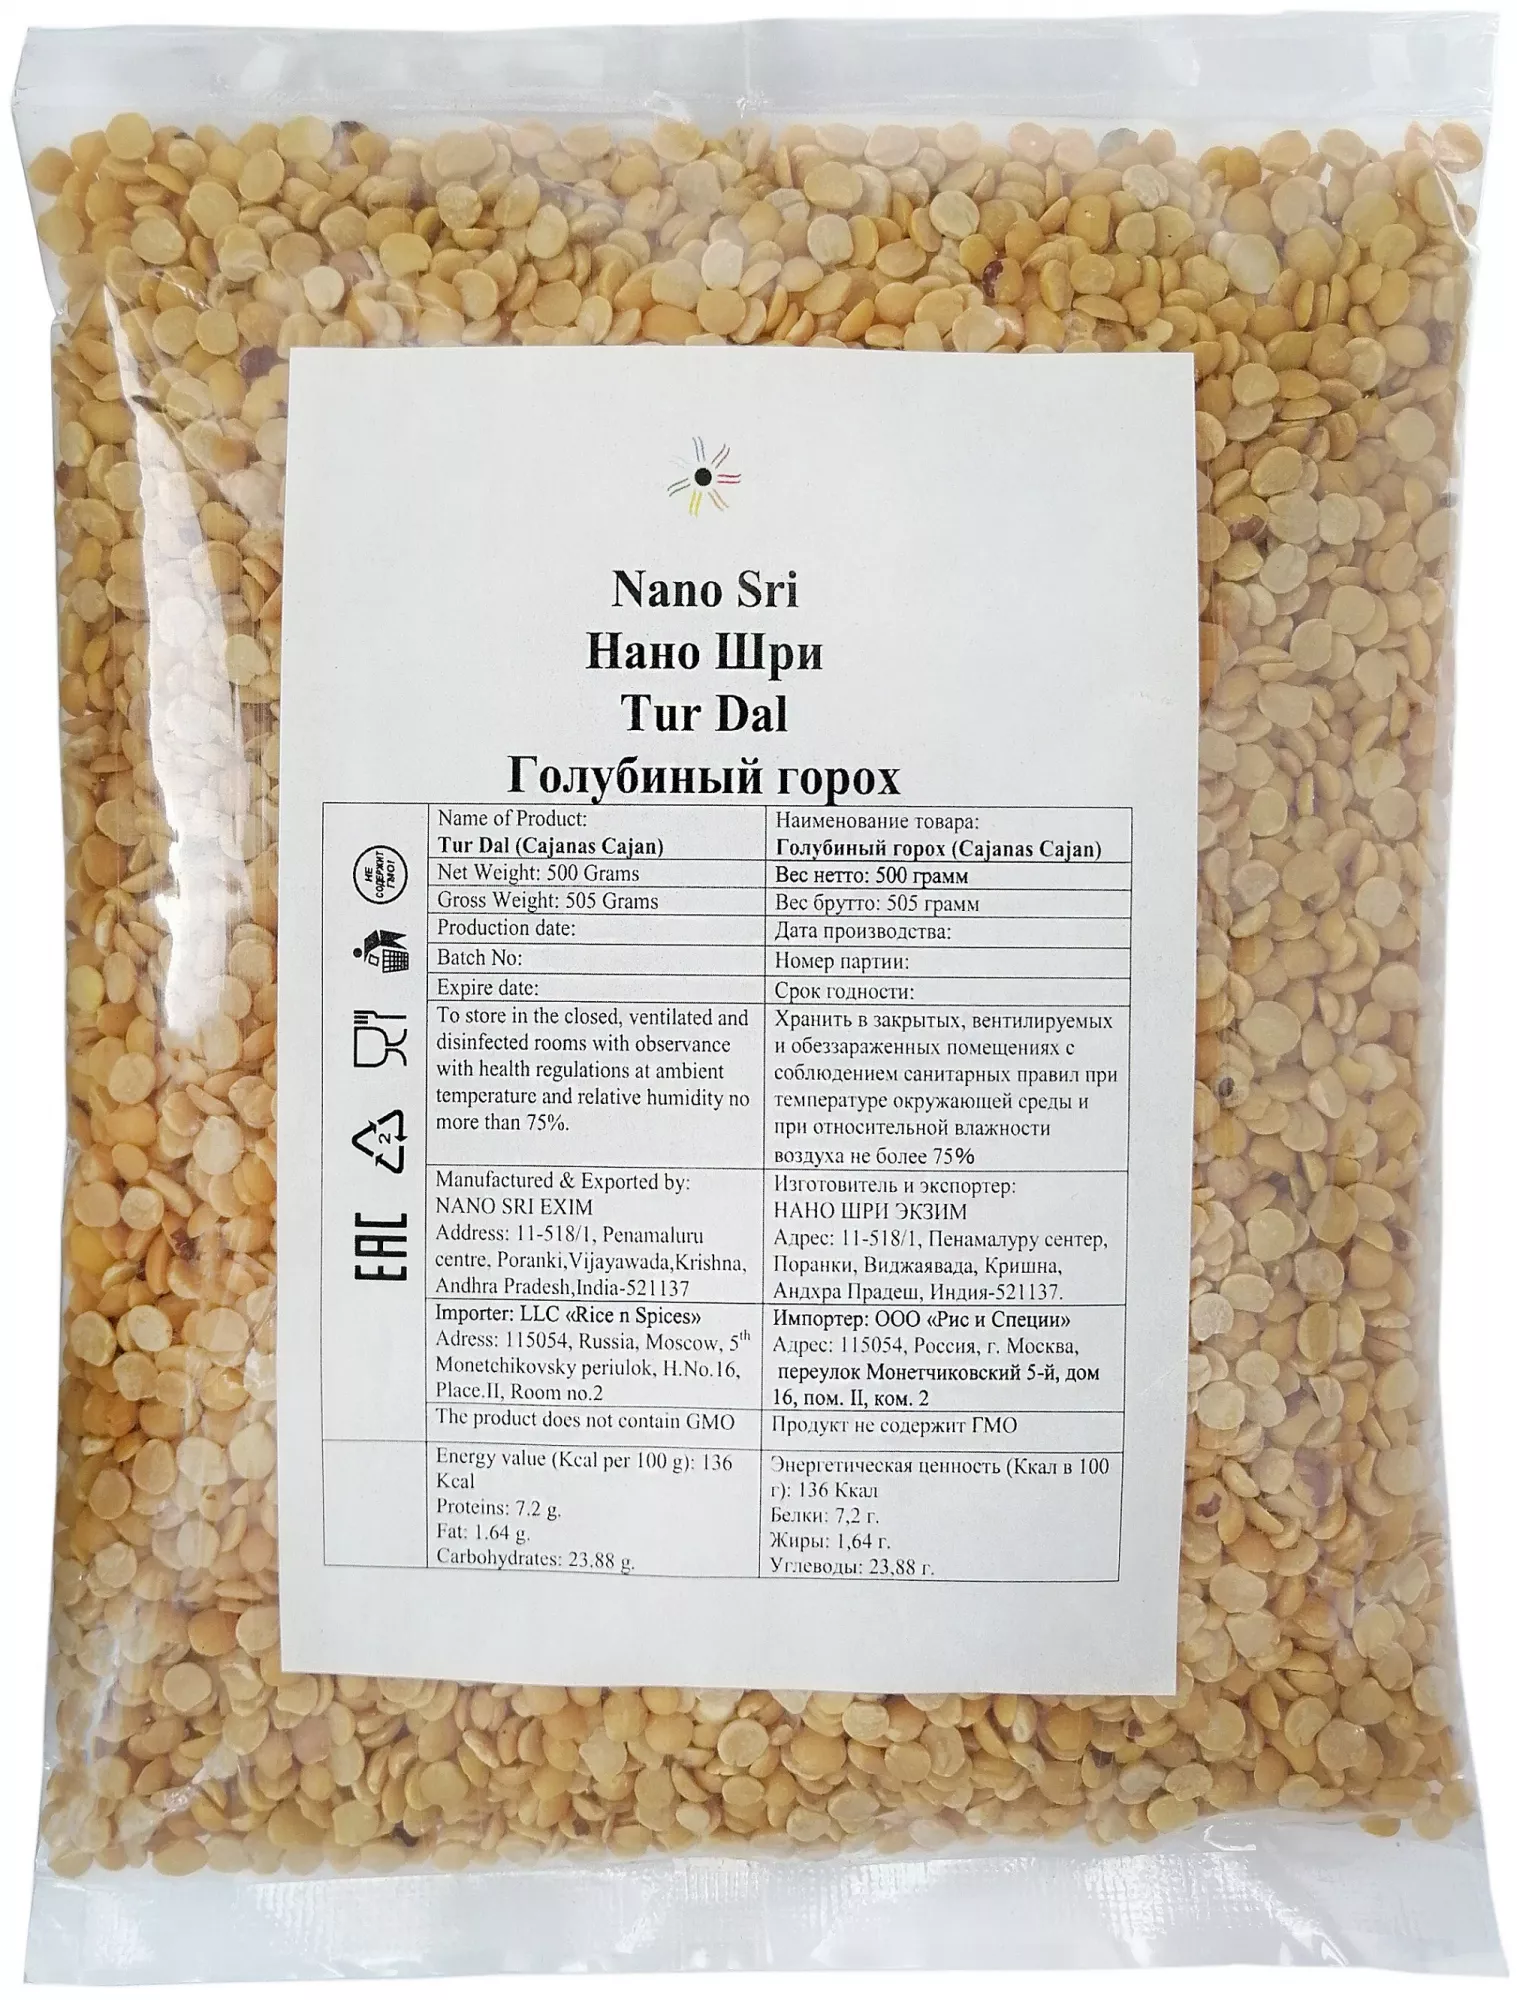 Nano Sri
Нано Шри
Tur Dal
Голубиный горох
НЕ
СОДЕРЖИТ
ГМО!
2
EAC
Name of Product:
Tur Dal (Cajanas Cajan)
Наименование товара:
Голубиный горох (Cajanas Cajan)
Net Weight: 500 Grams
Вес нетто: 500 грамм
Gross Weight: 505 Grams
Вес брутто: 505 грамм
Production date:
Дата производства:
Batch No:
Номер партии:
Expire date:
Срок годности:
To store in the closed, ventilated and
disinfected rooms with observance
with health regulations at ambient
temperature and relative humidity no
more than 75%.
Хранить в закрытых, вентилируемых
и обеззараженных помещениях с
соблюдением санитарных правил при
температуре окружающей среды и
при относительной влажности
воздуха не более 75%
Manufactured & Exported by:
NANO SRI EXIM
Address: 11-518/1, Penamaluru
centre, Poranki,Vijayawada,Krishna,
Andhra Pradesh,India-521137
Изготовитель и экспортер:
НАНО ШРИ ЭКЗИМ
Адрес: 11-518/1, Пенамалуру сентер,
Поранки, Виджаявада, Кришна,
Андхра Прадеш, Индия-521137.
Importer: LLC «Rice n Spices»
Adress: 115054, Russia, Moscow, 5th
Monetchikovsky periulok, H.No.16,
Place.II, Room no.2
Импортер: ООО «Рис и Специи»
Адрес: 115054, Россия, г. Москва,
переулок Монетчиковский 5-й, дом
16, пом. II, ком. 2
The product does not contain GMO
Продукт не содержит ГМО
Energy value (Kcal per 100 g): 136
Kcal
Proteins: 7.2 g.
Fat: 1.64 g.
Carbohydrates: 23.88 g.
Энергетическая ценность (Ккал в 100
г): 136 Ккал
Белки: 7,2 г.
Жиры: 1,64 г.
Углеводы: 23,88 г.